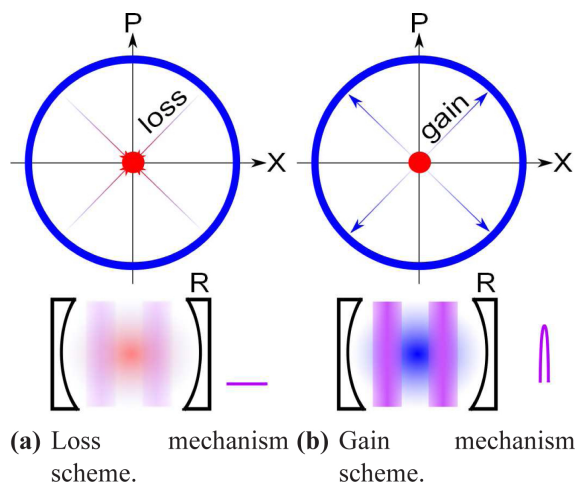 P
loss
X
R
(a) Loss mechanism
scheme.
P
gain
X
R
(b) Gain mechanism
scheme.